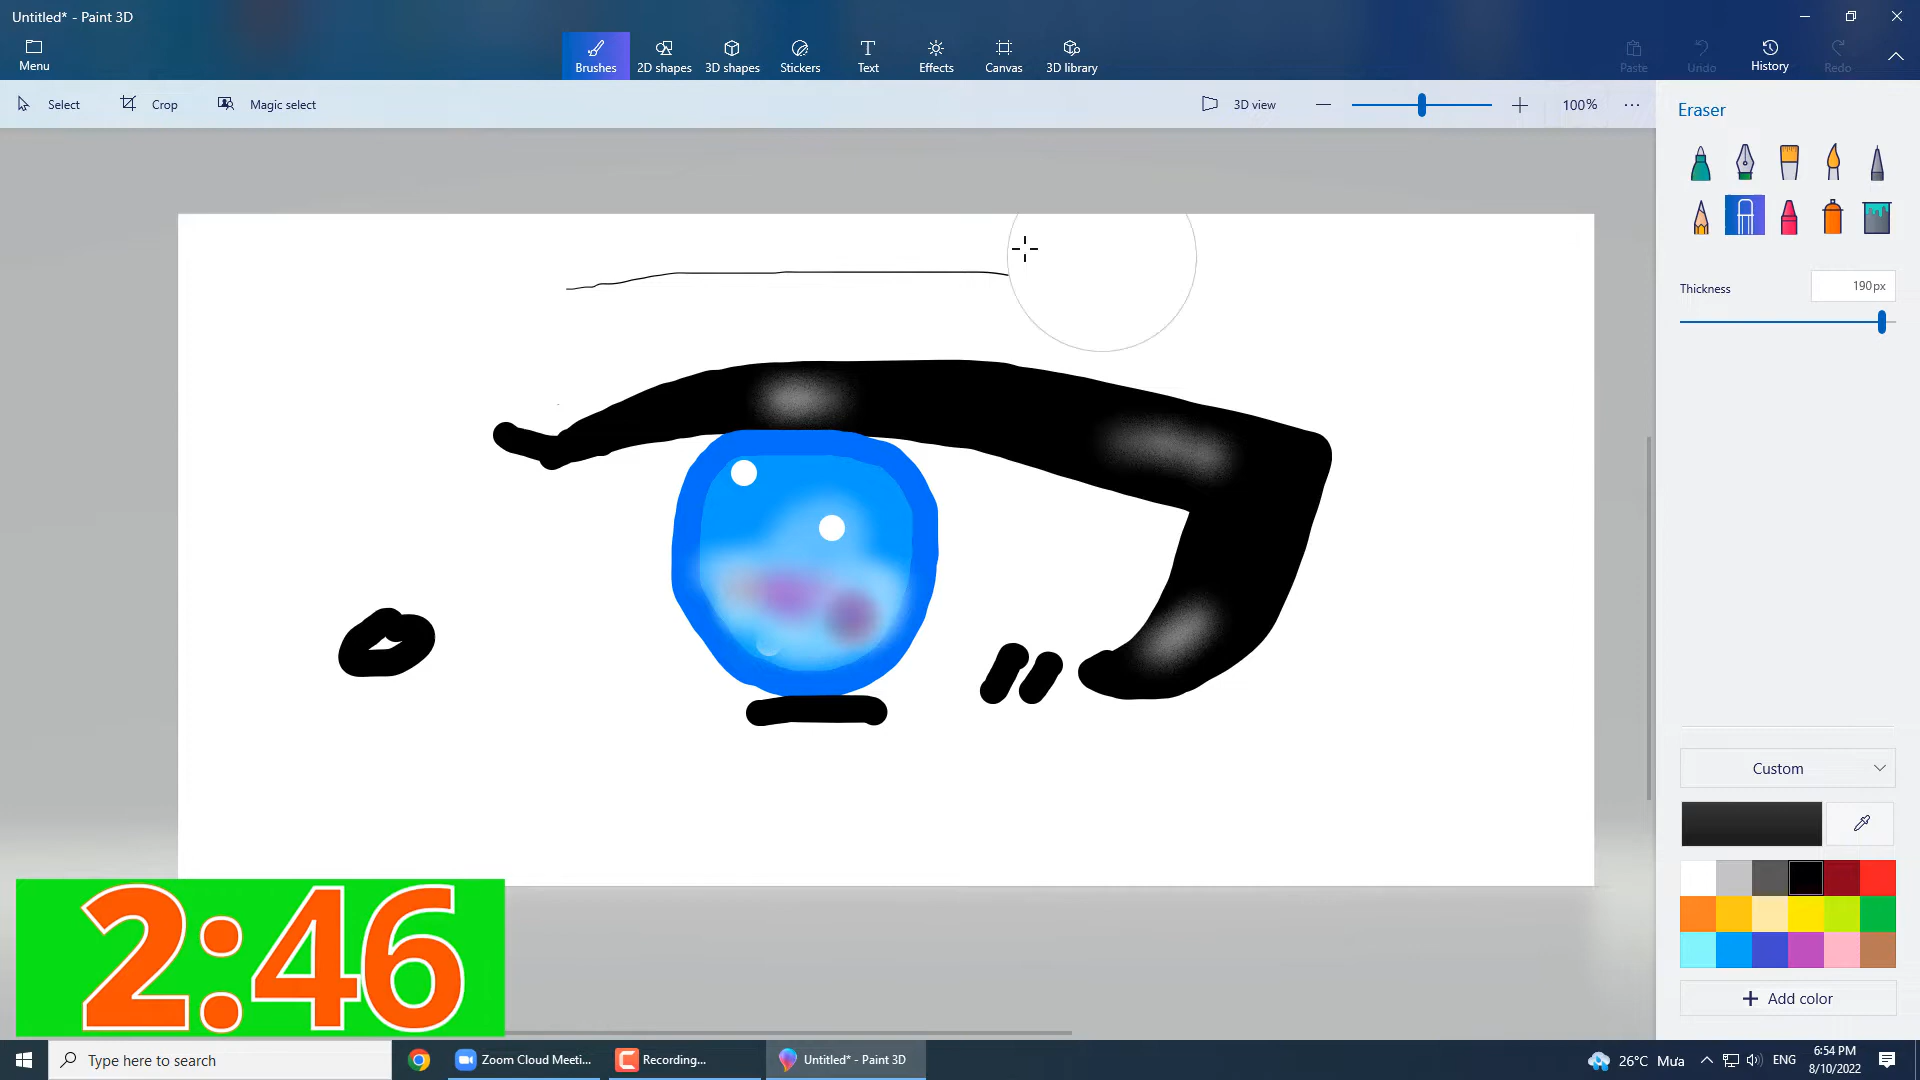 Untitled* - Paint 3D
Menu
Brushes
2D shapes
3D shapes
Stickers
Text
Effects
Canvas
3D library
Paste
Undo
History
Redo
Select
Crop
Magic select
3D view
100%
Eraser
Thickness
190px
Custom
Add color
2:46
Type here to search
Zoom Cloud Meeti...
Recording...
Untitled* - Paint 3D
26°C Mưa
ENG
6:54 PM
8/10/2022